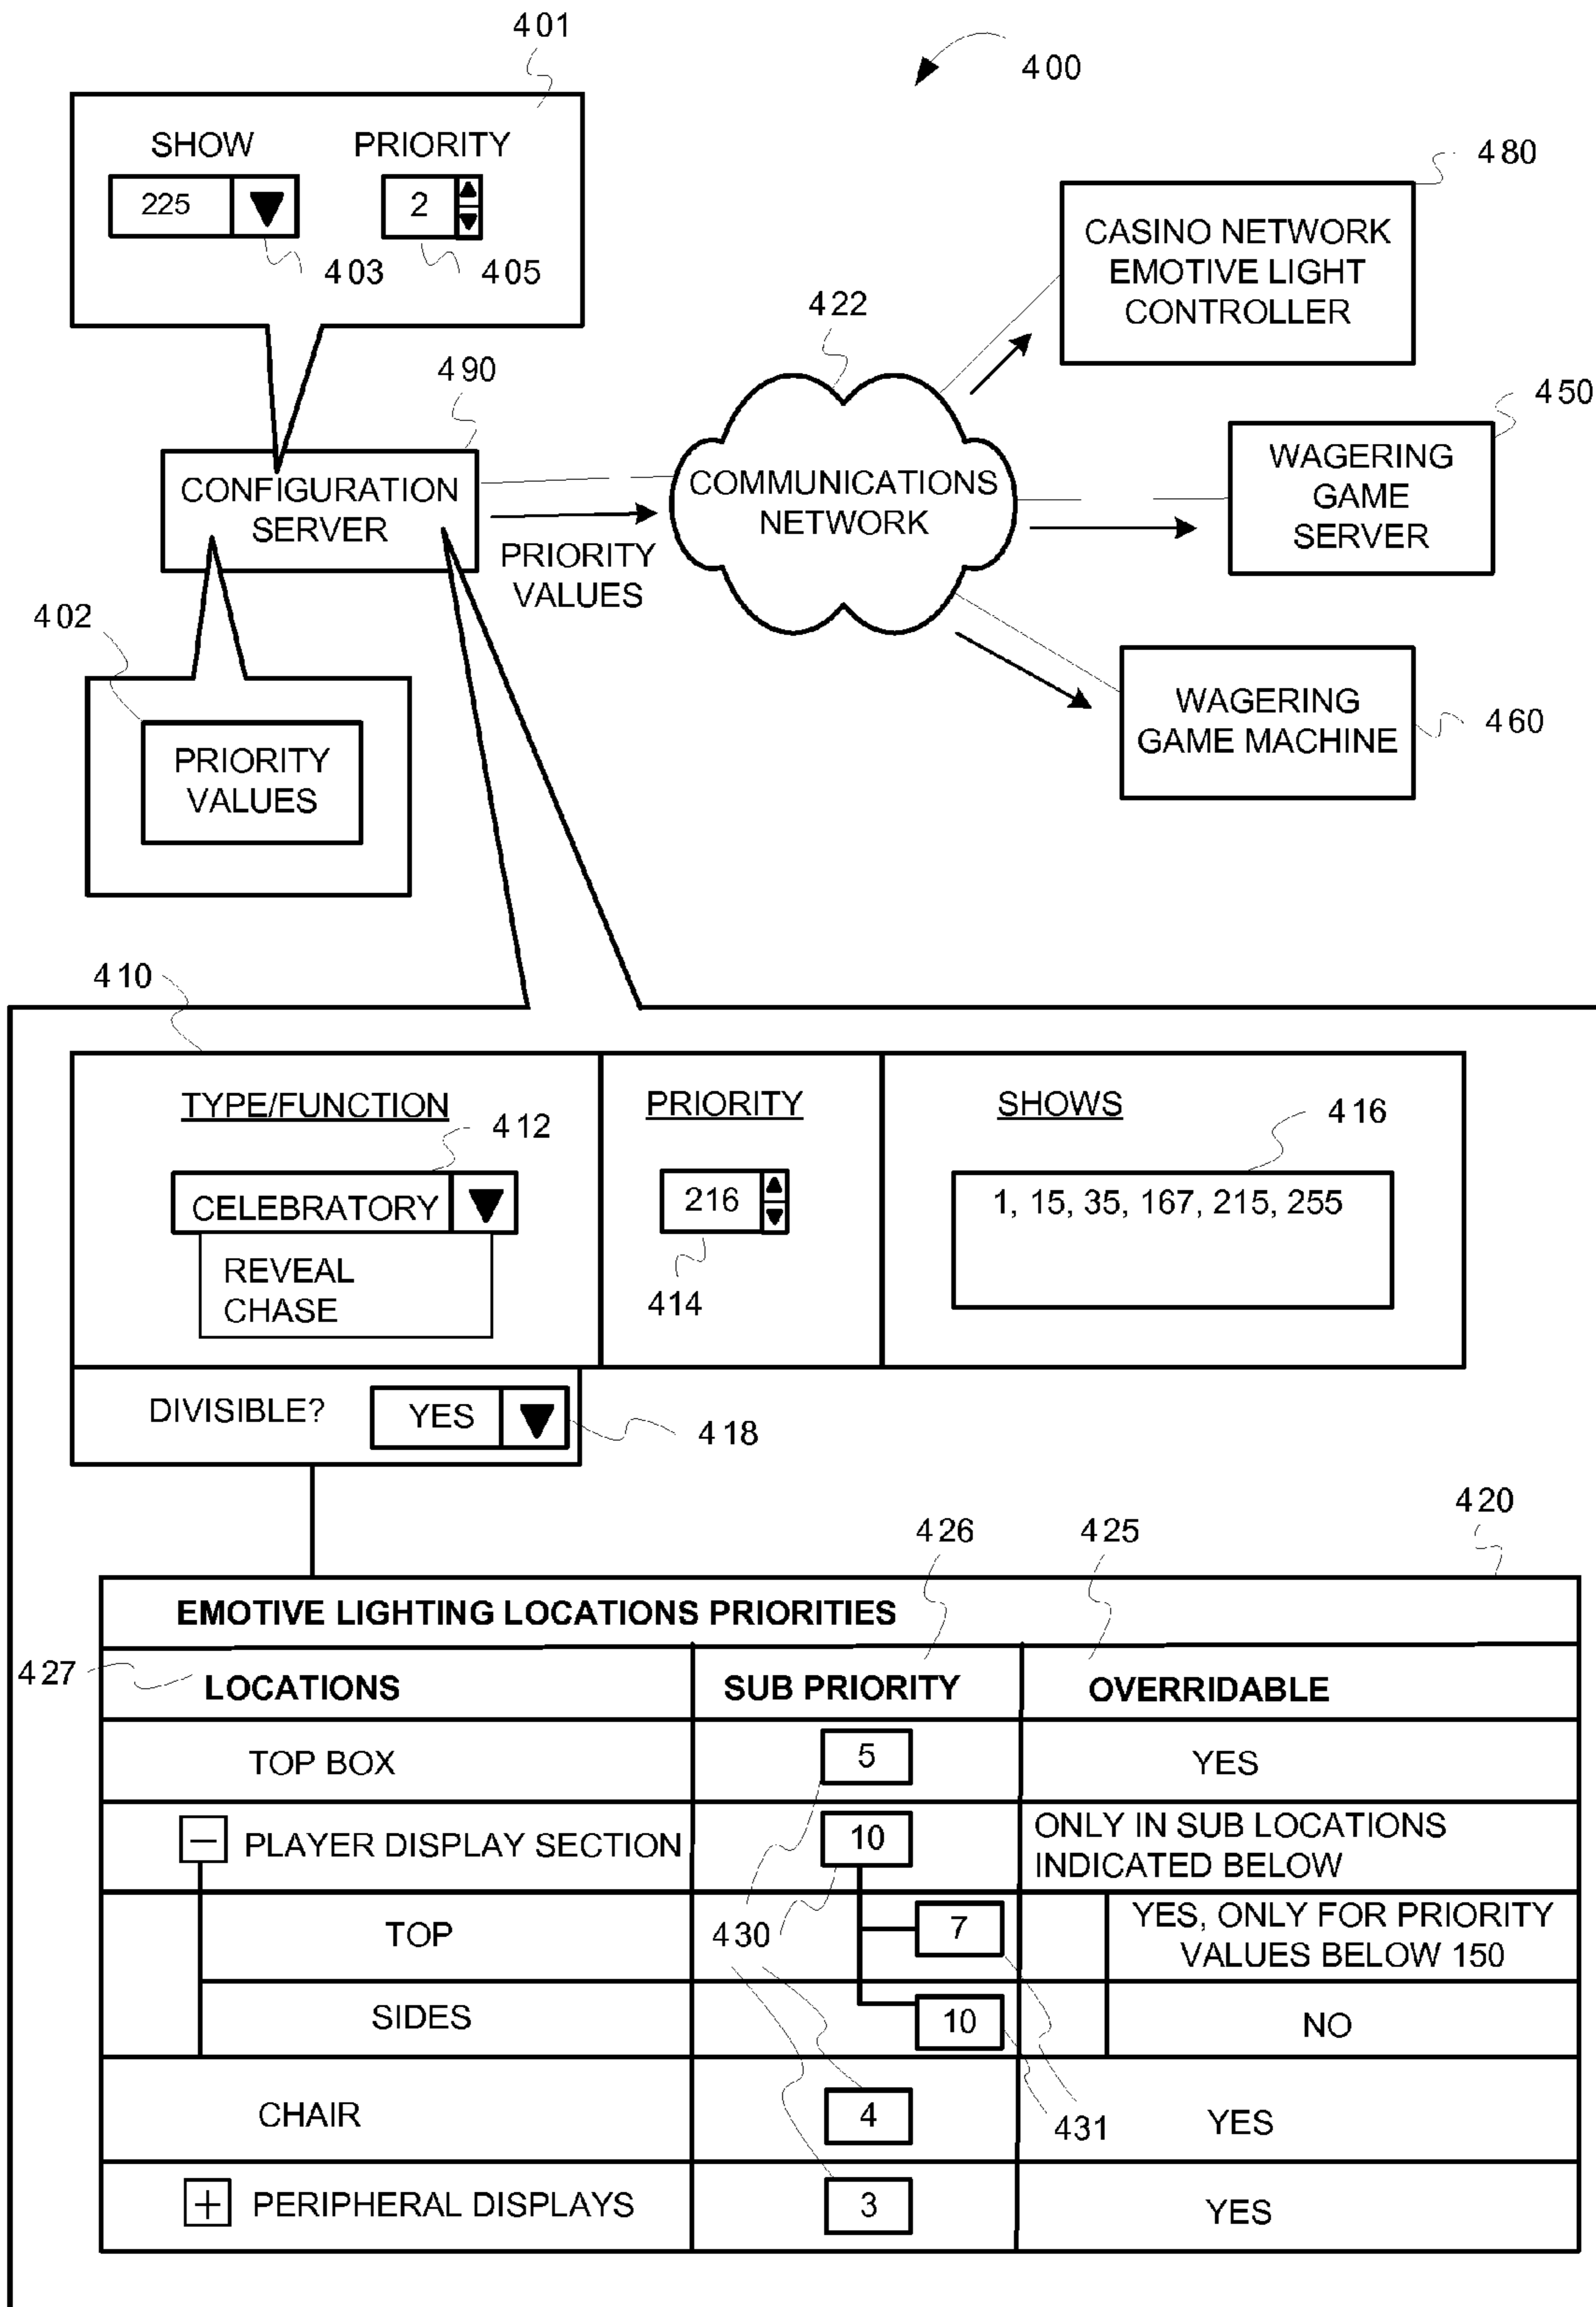 401
400
SHOW PRIORITY
225 2
403 405
480
CASINO NETWORK
EMOTIVE LIGHT
CONTROLLER
422
490
450
CONFIGURATION
SERVER
COMMUNICATIONS
NETWORK
WAGERING
GAME
SERVER
PRIORITY
VALUES
402
PRIORITY
VALUES
WAGERING
GAME MACHINE
460
410
TYPE/FUNCTION PRIORITY SHOWS
412 416
CELEBRATORY 216 1, 15, 35, 167, 215, 255
REVEAL
CHASE
414
DIVISIBLE? YES
418
420
426 425
EMOTIVE LIGHTING LOCATIONS PRIORITIES
427
LOCATIONS SUB PRIORITY OVERRIDABLE
TOP BOX 5 YES
− PLAYER DISPLAY SECTION 10 ONLY IN SUB LOCATIONS
INDICATED BELOW
TOP 430 7 YES, ONLY FOR PRIORITY
VALUES BELOW 150
SIDES 10 NO
CHAIR 4 431 YES
+ PERIPHERAL DISPLAYS 3 YES